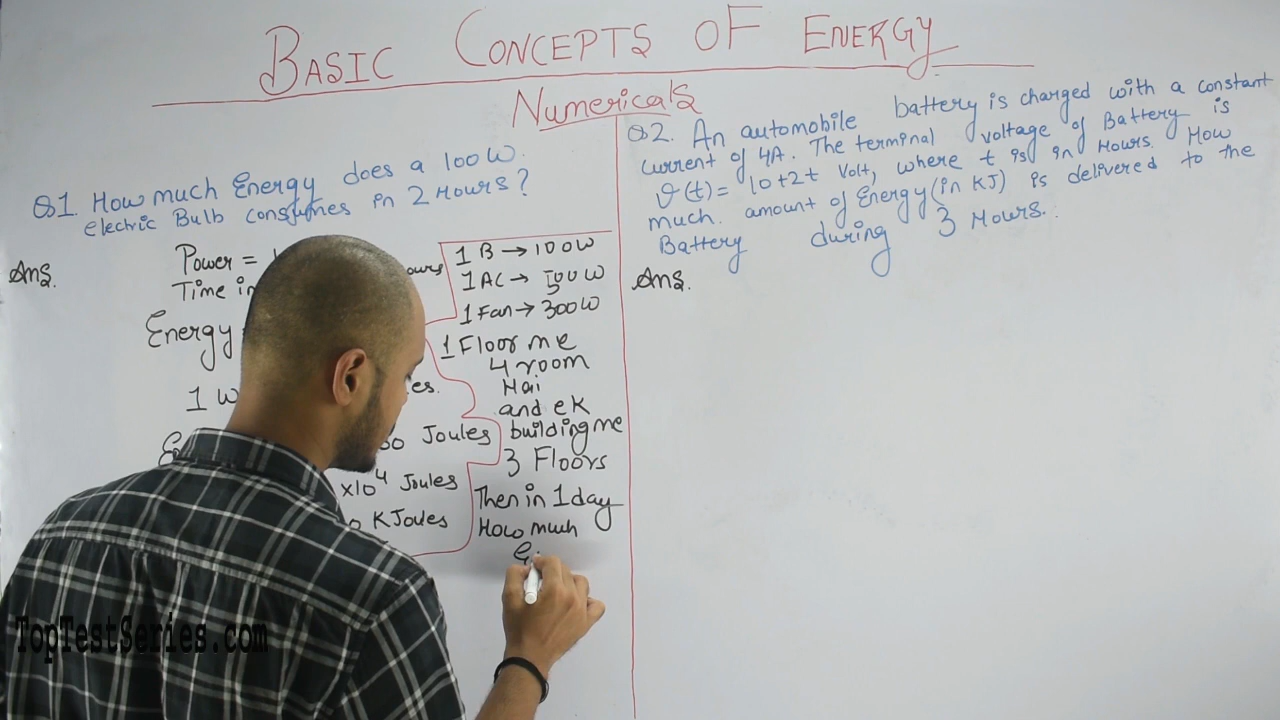 BASIC CONCEPTS OF ENERGY
Numericals
Q1. How much Energy does a 100W.
electric Bulb consumes in 2 Hours?
Ans.
Power =
Time in
Energy
1 W
Joules
x10⁴ Joules
KJoules
1 B → 100W
1 AC → 500W
1 Fan → 300W
1 Floor me
4 room
Hai
and ek
building me
3 Floors
Then in 1 day
How much
Q2. An automobile battery is charged with a constant
current of 4A. The terminal voltage of Battery is
v(t) = 10+2t Volt, where t is in Hours. How
much. amount of Energy (in KJ) is delivered to the
Battery during 3 Hours..
Ans.
TopTestSeries.com